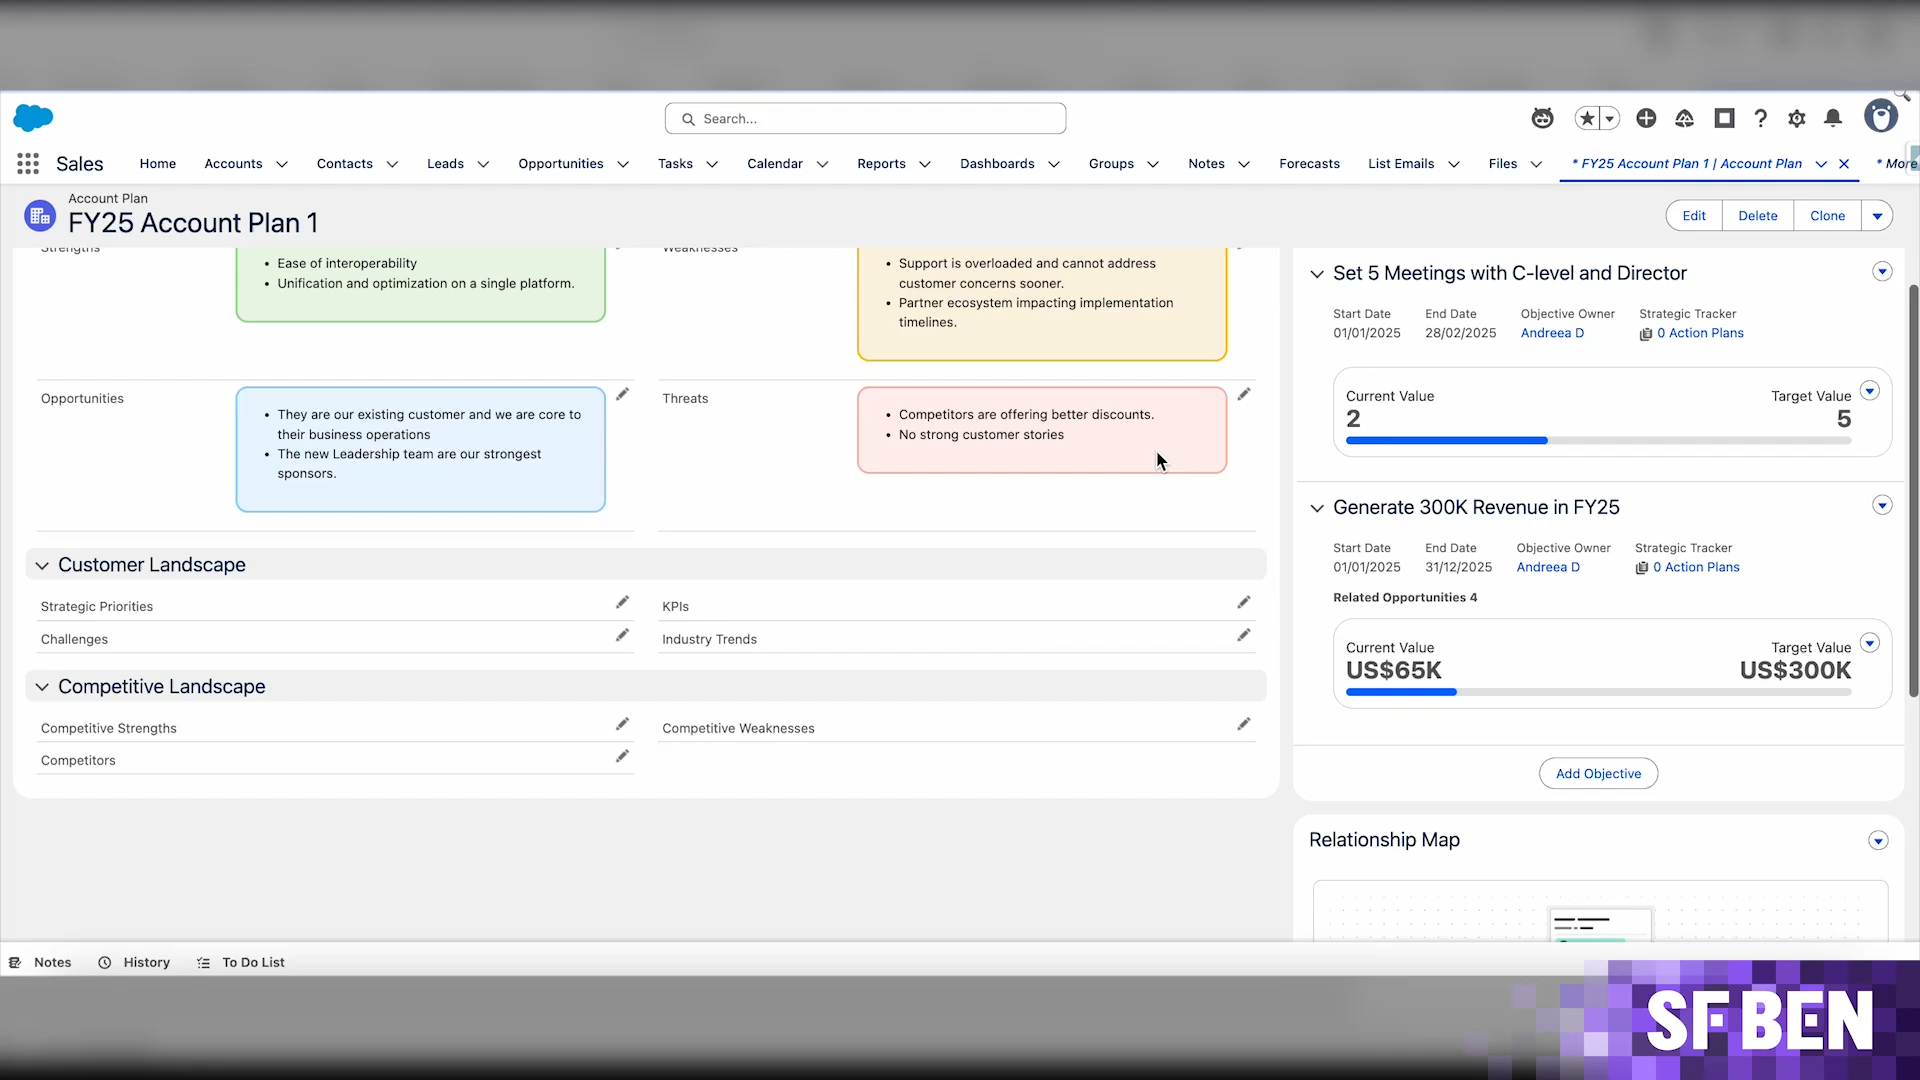 Search...
Sales
Home
Accounts
Contacts
Leads
Opportunities
Tasks
Calendar
Reports
Dashboards
Groups
Notes
Forecasts
List Emails
Files
* FY25 Account Plan 1 | Account Plan
* More
Account Plan
FY25 Account Plan 1
Edit
Delete
Clone
Strengths
• Ease of interoperability
• Unification and optimization on a single platform.
Weaknesses
• Support is overloaded and cannot address
customer concerns sooner.
• Partner ecosystem impacting implementation
timelines.
Opportunities
• They are our existing customer and we are core to
their business operations
• The new Leadership team are our strongest
sponsors.
Threats
• Competitors are offering better discounts.
• No strong customer stories
Customer Landscape
Strategic Priorities
KPIs
Challenges
Industry Trends
Competitive Landscape
Competitive Strengths
Competitive Weaknesses
Competitors
Set 5 Meetings with C-level and Director
Start Date
End Date
Objective Owner
Strategic Tracker
01/01/2025
28/02/2025
Andreea D
0 Action Plans
Current Value
Target Value
2
5
Generate 300K Revenue in FY25
Start Date
End Date
Objective Owner
Strategic Tracker
01/01/2025
31/12/2025
Andreea D
0 Action Plans
Related Opportunities 4
Current Value
Target Value
US$65K
US$300K
Add Objective
Relationship Map
Notes
History
To Do List
SF BEN